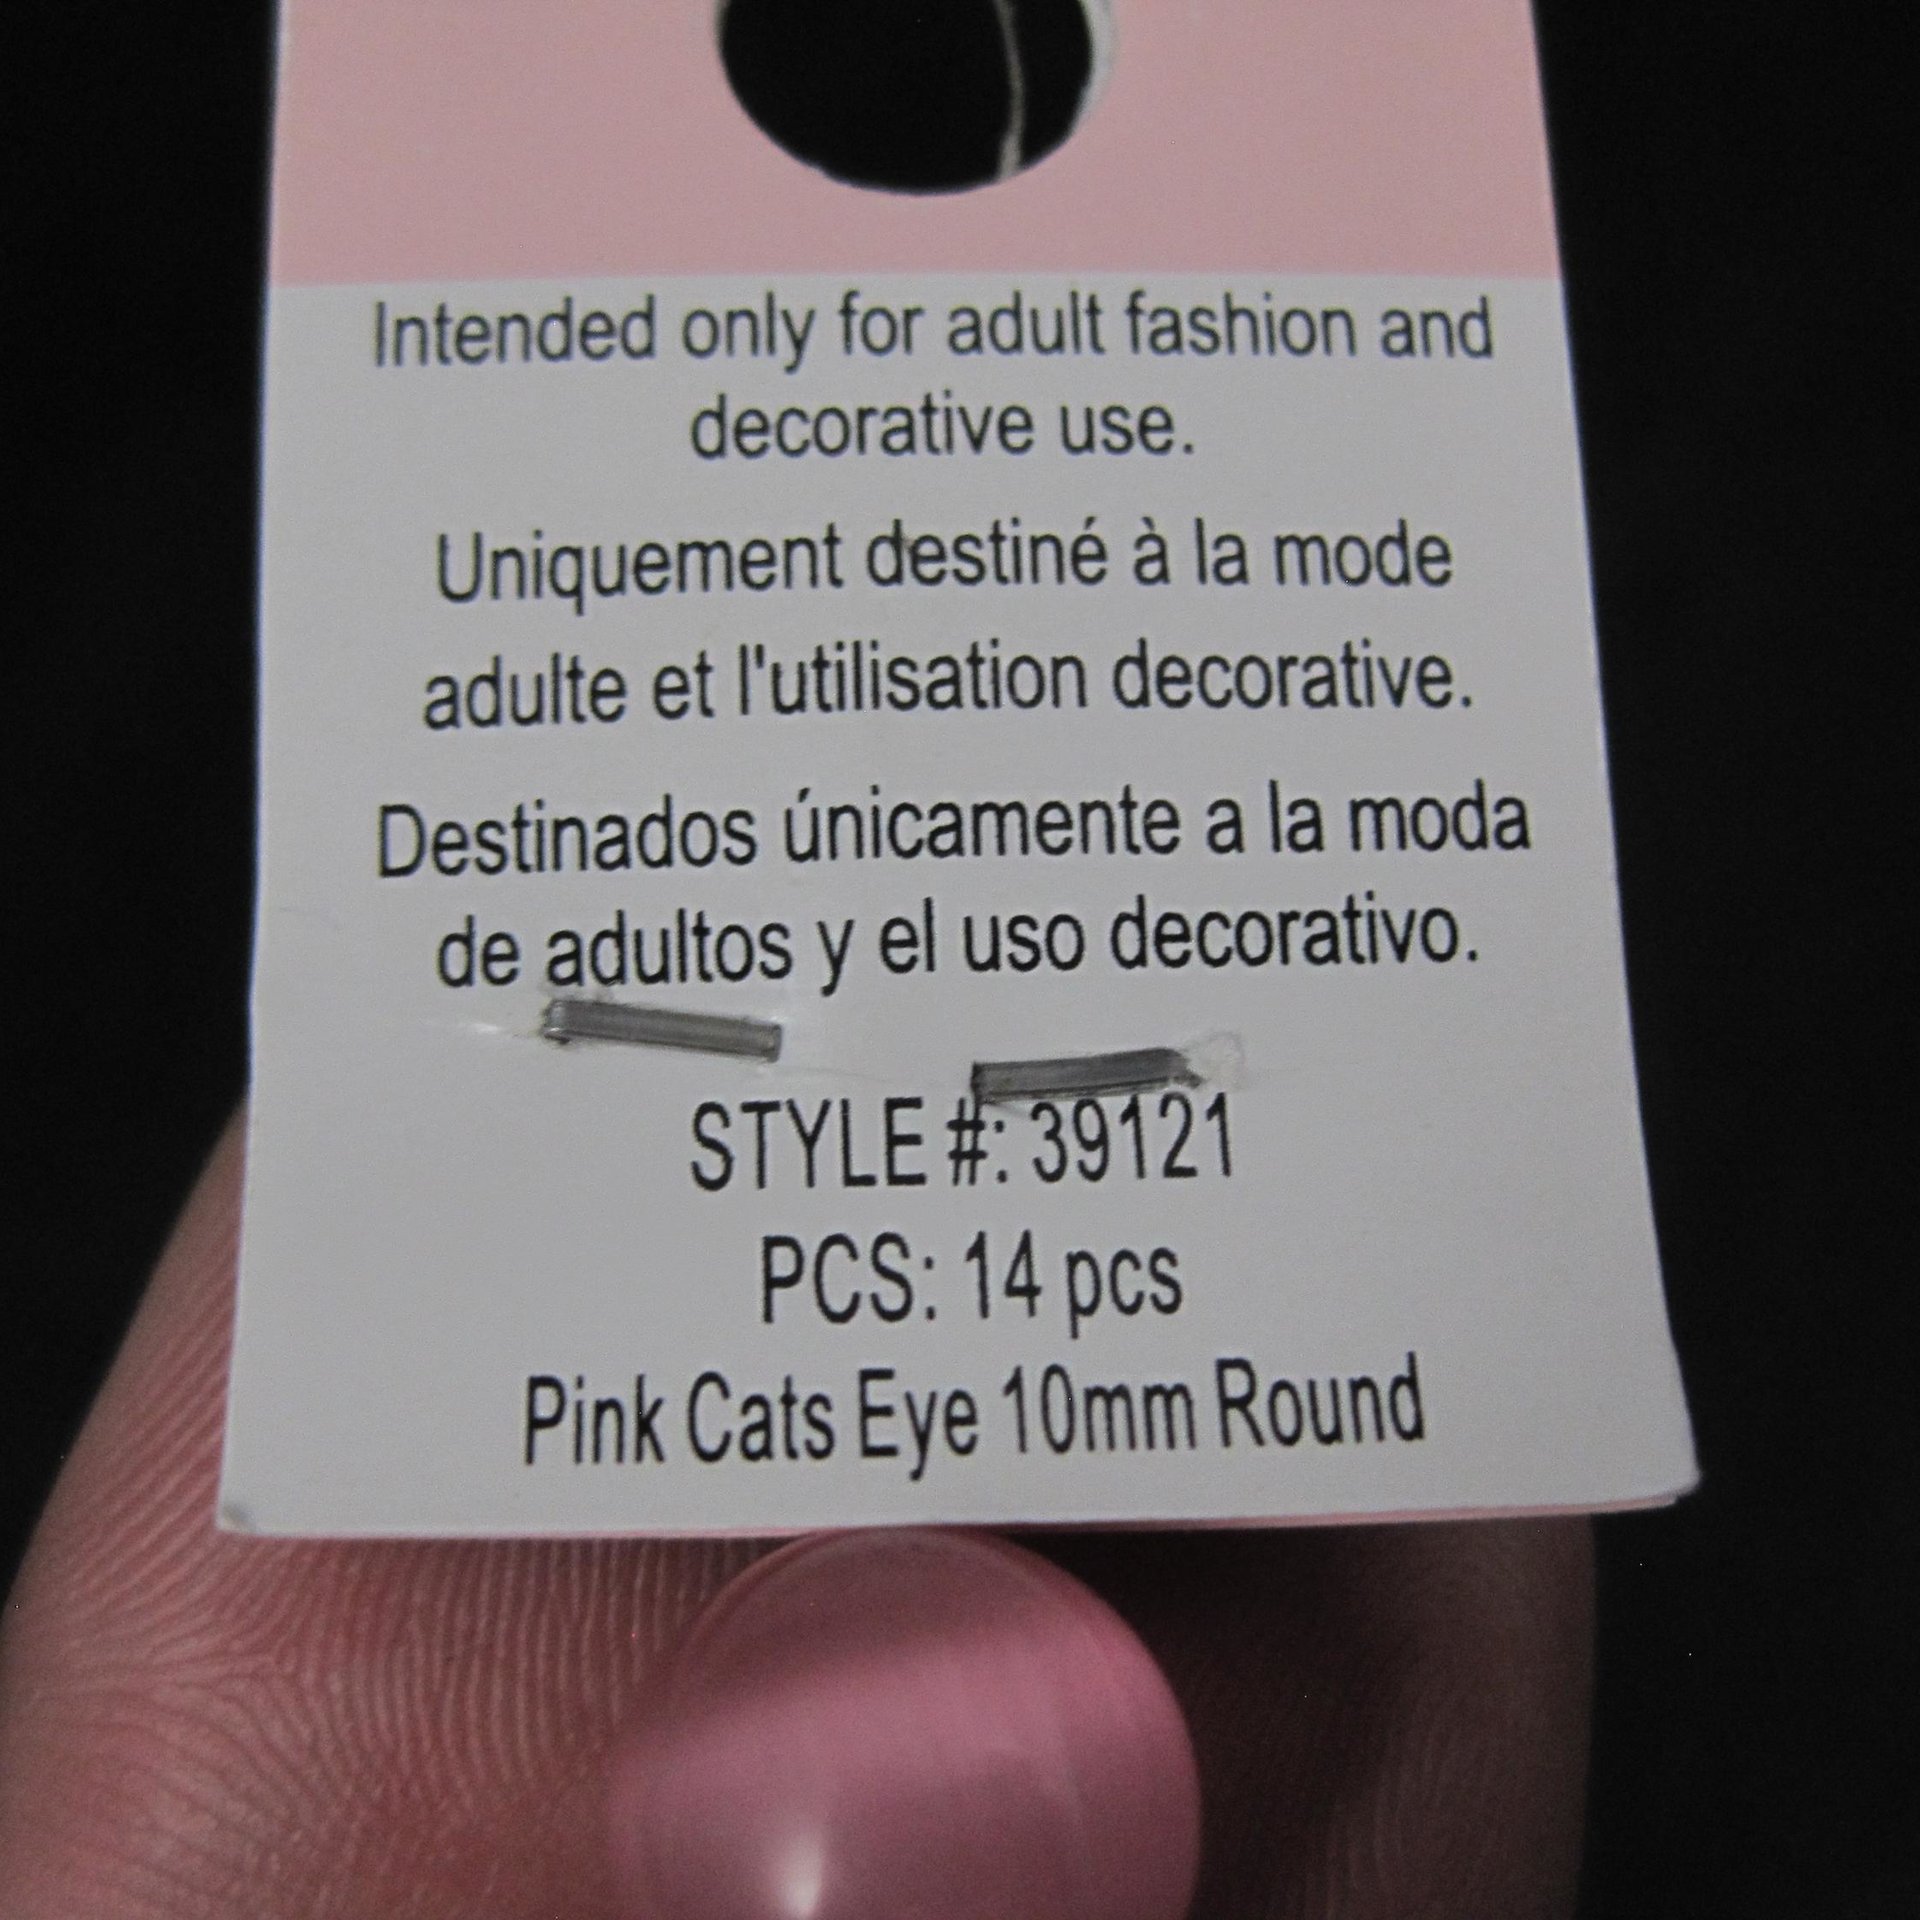 Intended only for adult fashion and
decorative use.
Uniquement destiné à la mode
adulte et l'utilisation decorative.
Destinados únicamente a la moda
de adultos y el uso decorativo.
STYLE #: 39121
PCS: 14 pcs
Pink Cats Eye 10mm Round